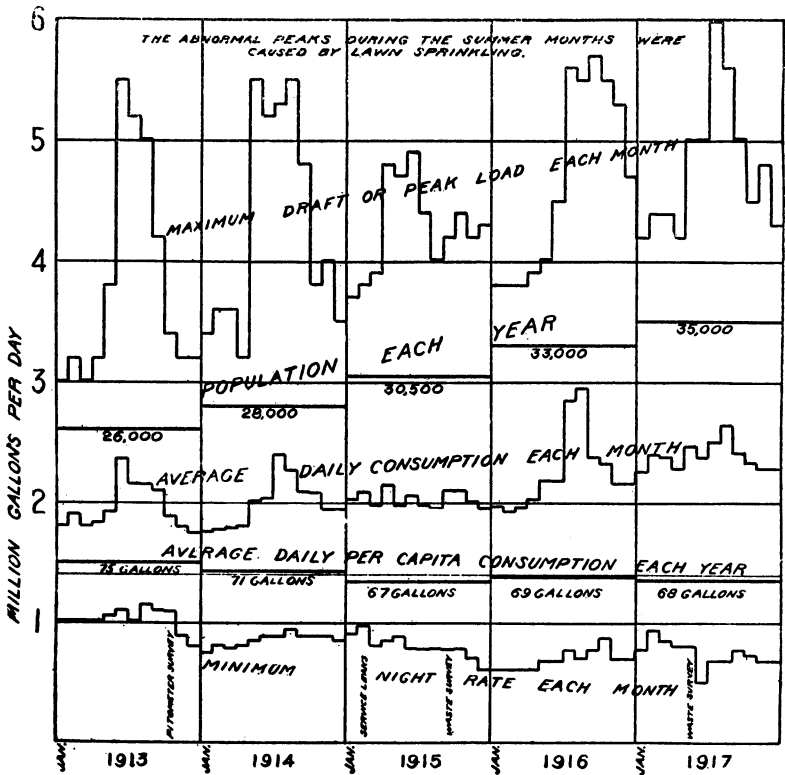 THE ABNORMAL PEAKS DURING THE SUMMER MONTHS WERE
CAUSED BY LAWN SPRINKLING.
6
5
4
3
2
1
MILLION GALLONS PER DAY
MAXIMUM DRAFT OR PEAK LOAD EACH MONTH
POPULATION EACH YEAR
26,000
28,000
30,500
33,000
35,000
AVERAGE DAILY CONSUMPTION EACH MONTH
AVERAGE DAILY PER CAPITA CONSUMPTION EACH YEAR
75 GALLONS
71 GALLONS
67 GALLONS
69 GALLONS
68 GALLONS
MINIMUM NIGHT RATE EACH MONTH
PITOMETER SURVEY
SERVICE LEAKS
WASTE SURVEY
WASTE SURVEY
JAN. 1913 JAN. 1914 JAN. 1915 JAN. 1916 JAN. 1917